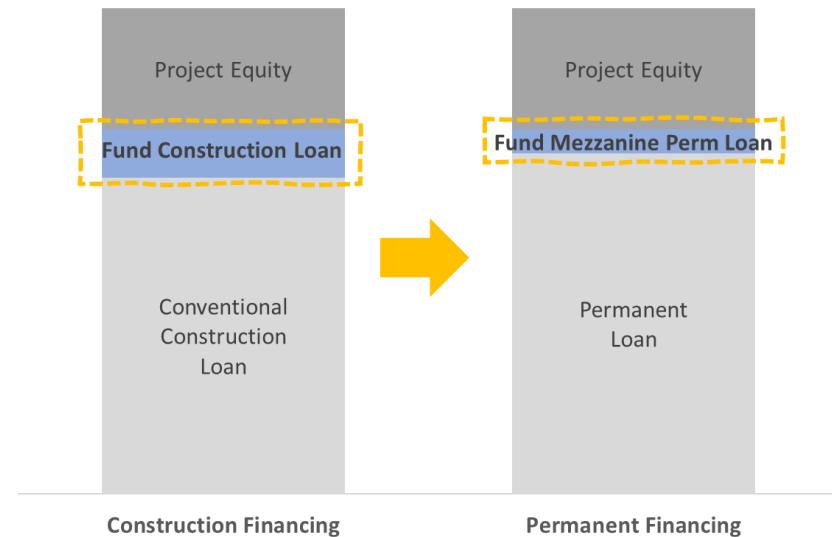 Project Equity
Fund Construction Loan
Conventional
Construction
Loan
Construction Financing
Project Equity
Fund Mezzanine Perm Loan
Permanent
Loan
Permanent Financing